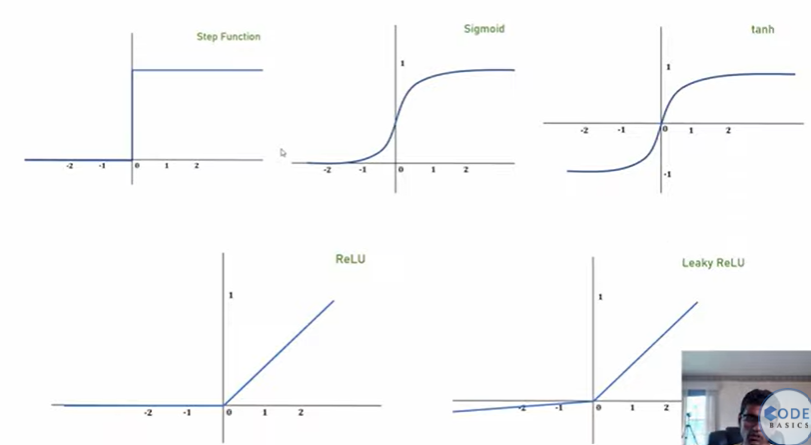 Step Function
-2 -1 0 1 2
Sigmoid
1
-2 -1 0 1 2
tanh
1
-2 -1 0 1 2
-1
ReLU
1
-2 -1 0 1 2
Leaky ReLU
1
-2 -1 0 1 2
CODE
BASICS